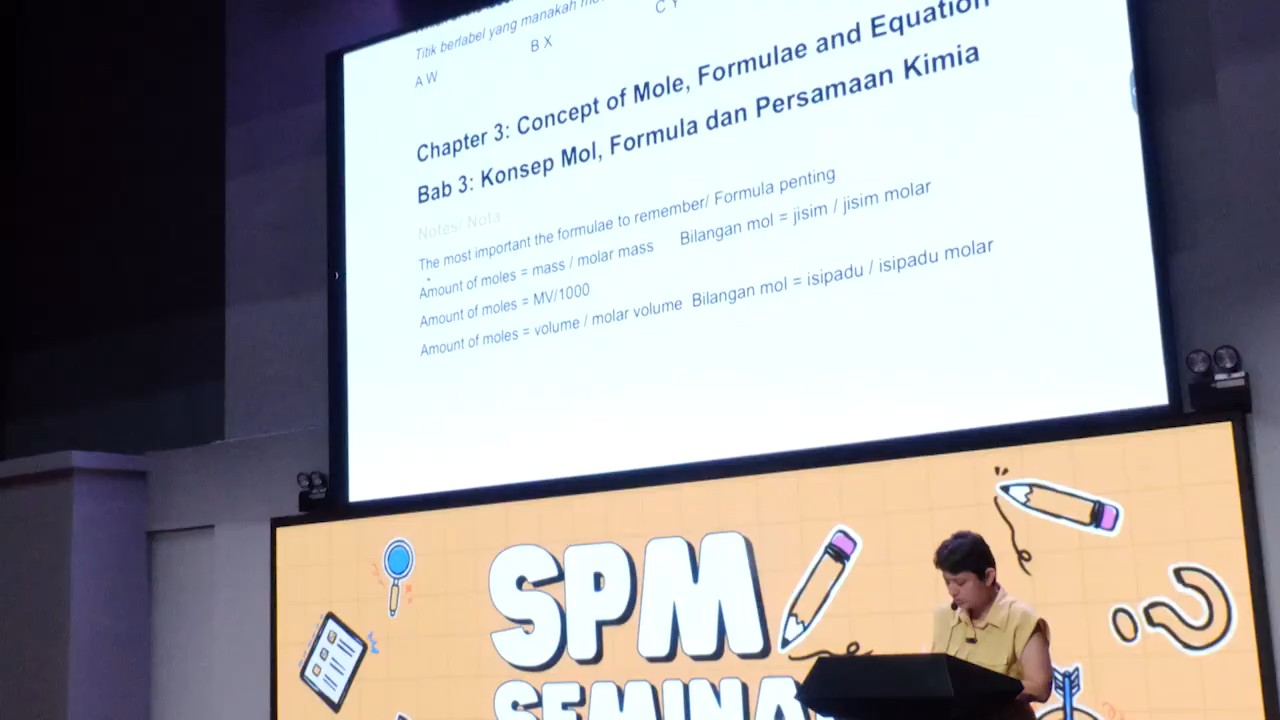 Titik berlabel yang manakah
C Y
B X
A W
Chapter 3: Concept of Mole, Formulae and Equation
Bab 3: Konsep Mol, Formula dan Persamaan Kimia
Notes/ Nota
The most important the formulae to remember/ Formula penting
Amount of moles = mass / molar mass Bilangan mol = jisim / jisim molar
Amount of moles = MV/1000
Amount of moles = volume / molar volume Bilangan mol = isipadu / isipadu molar
SPM
SEMINA